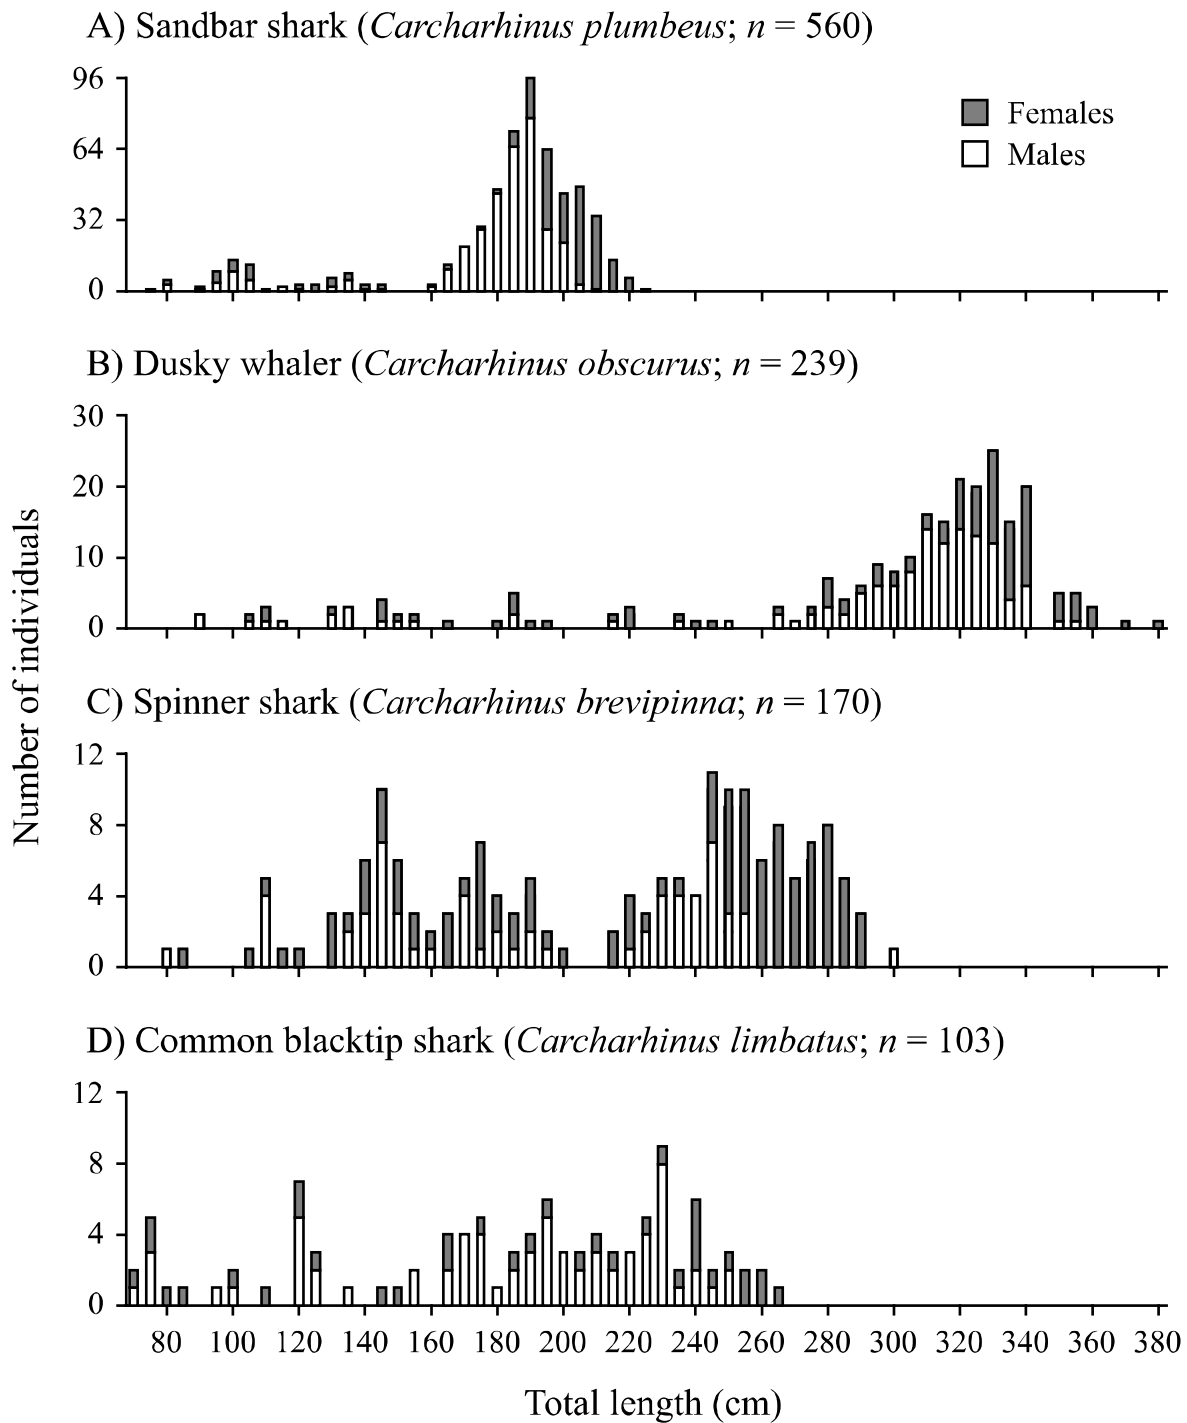 A) Sandbar shark (Carcharhinus plumbeus; n = 560)
96
64
32
0
Females
Males
B) Dusky whaler (Carcharhinus obscurus; n = 239)
30
20
10
0
C) Spinner shark (Carcharhinus brevipinna; n = 170)
12
8
4
0
D) Common blacktip shark (Carcharhinus limbatus; n = 103)
12
8
4
0
80 100 120 140 160 180 200 220 240 260 280 300 320 340 360 380
Total length (cm)
Number of individuals